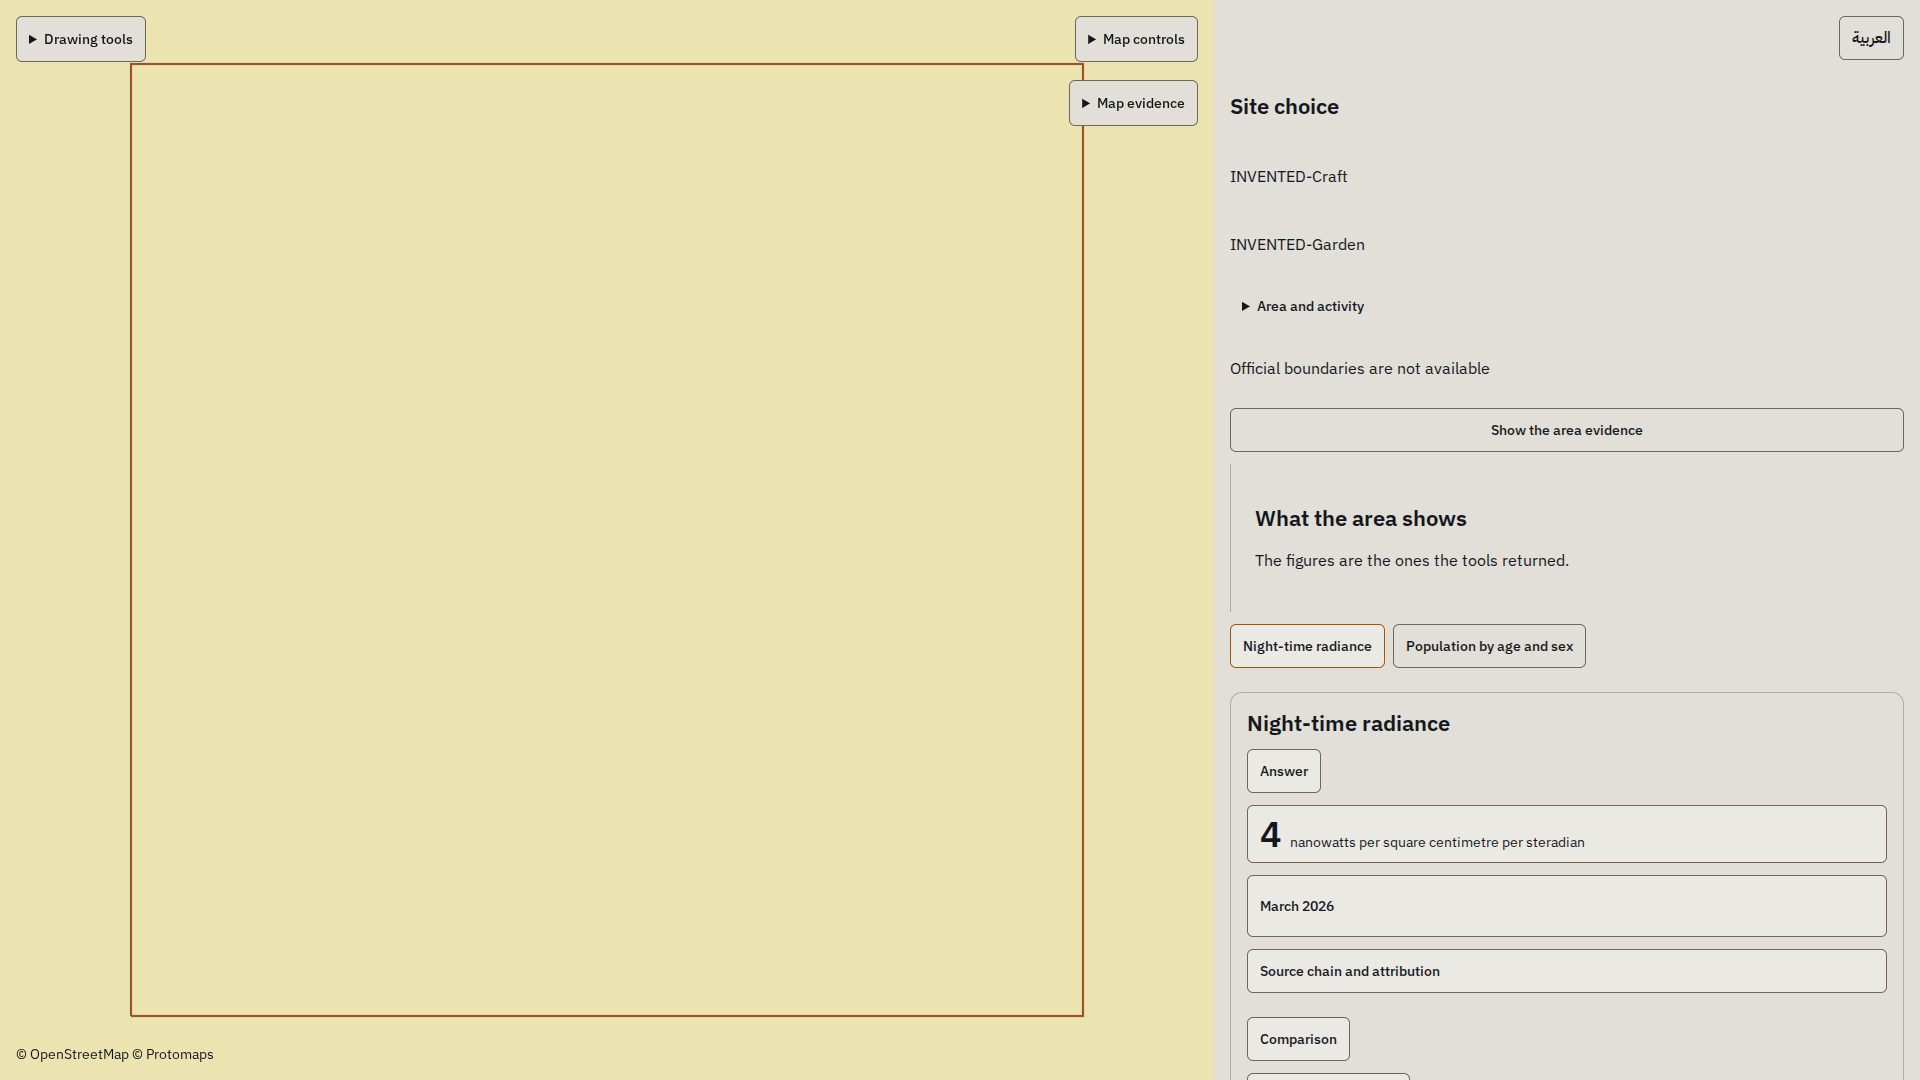 Drawing tools
Map controls
Map evidence
© OpenStreetMap © Protomaps
العربية
Site choice
INVENTED-Craft
INVENTED-Garden
Area and activity
Official boundaries are not available
Show the area evidence
What the area shows
The figures are the ones the tools returned.
Night-time radiance
Population by age and sex
Night-time radiance
Answer
4 nanowatts per square centimetre per steradian
March 2026
Source chain and attribution
Comparison